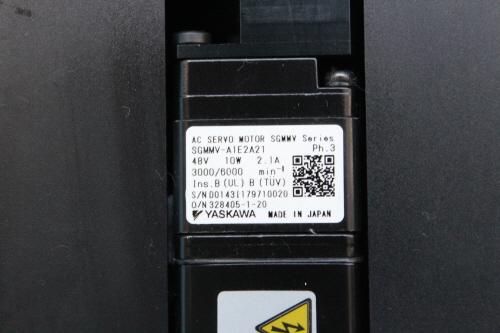 AC SERVO MOTOR SGMMV Series
SGMMV-A1E2A21 Ph.3
48V 10W 2.1A
3000/6000 min⁻¹
Ins.B (UL) B (TÜV)
S/N D0143I179710020
O/N 328405-1-20
YASKAWA MADE IN JAPAN